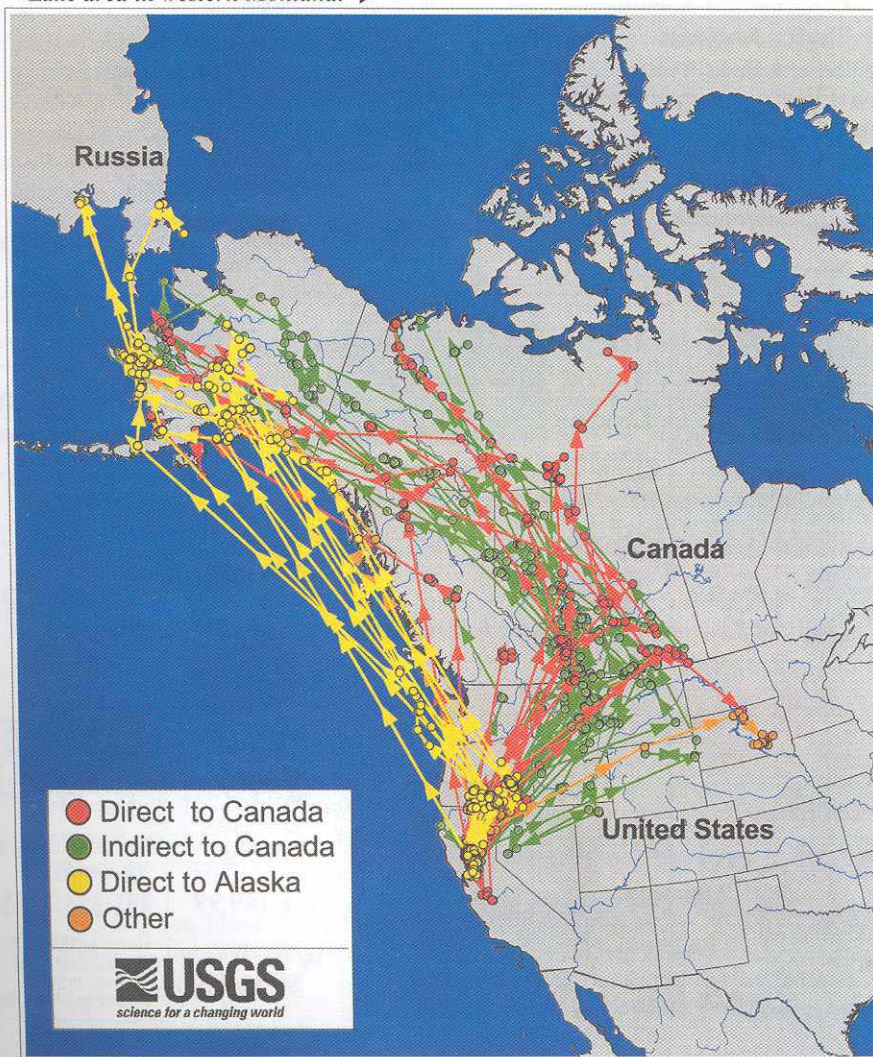 Russia
Canada
United States
Direct to Canada
Indirect to Canada
Direct to Alaska
Other
USGS
science for a changing world